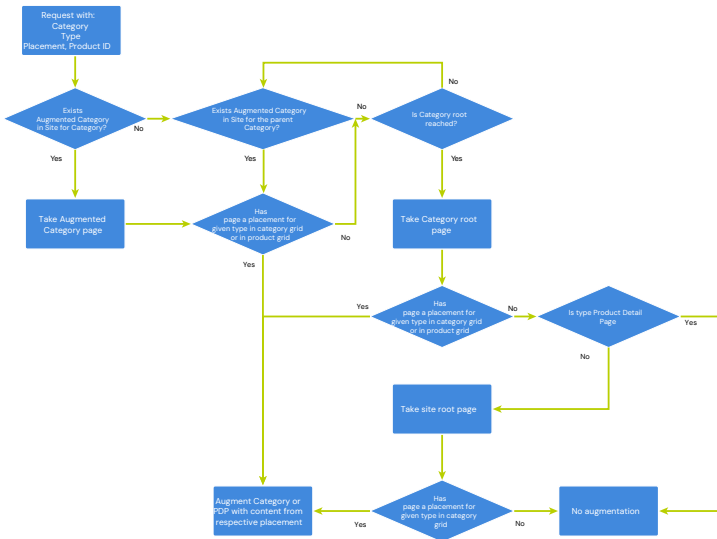 Request with:
Category
Type
Placement, Product ID
Exists
Augmented Category
in Site for Category?
No
Exists Augmented Category
in Site for the parent
Category?
No
Is Category root
reached?
No
Yes
Yes
Yes
Take Augmented
Category page
Has
page a placement for
given type in category grid
or in product grid
No
Yes
Take Category root
page
Has
page a placement for
given type in category grid
or in product grid
Yes
No
Is type Product Detail
Page
Yes
No
Take site root page
Augment Category or
PDP with content from
respective placement
Yes
Has
page a placement for
given type in category
grid
No
No augmentation